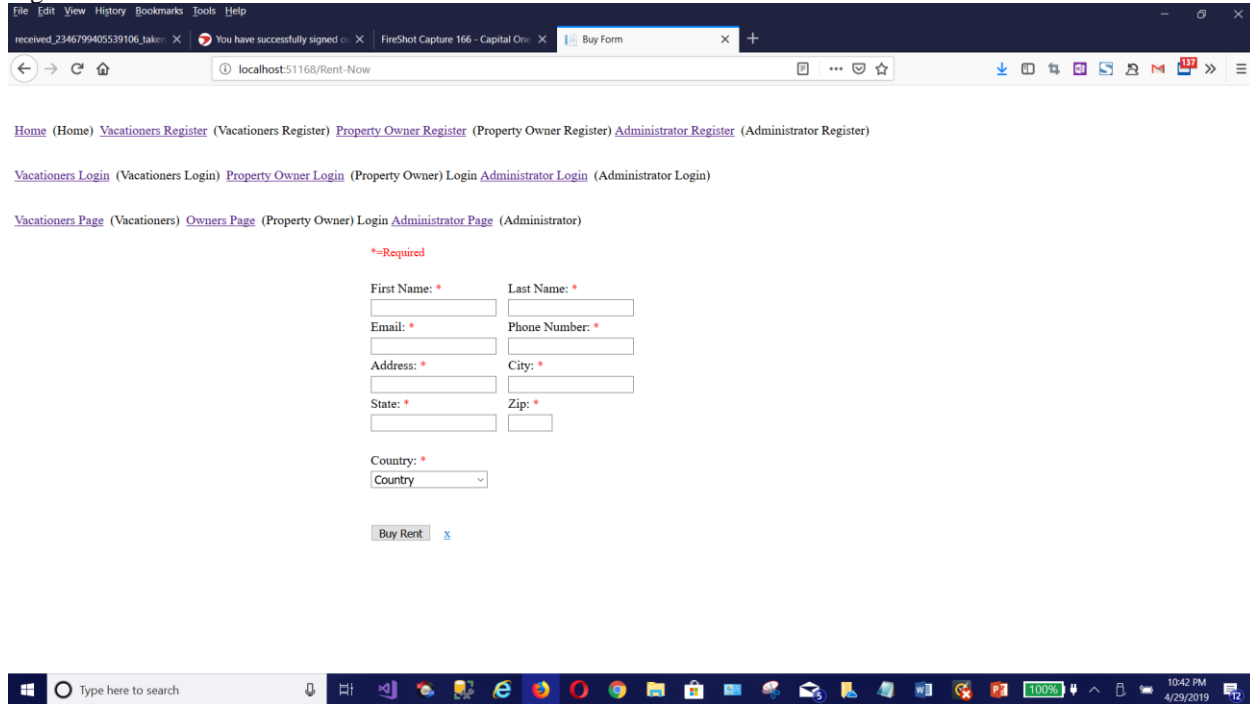 File Edit View History Bookmarks Tools Help
received_2346799405539106_taken You have successfully signed o FireShot Capture 166 - Capital One Buy Form
localhost:51168/Rent-Now
137
Home (Home) Vacationers Register (Vacationers Register) Property Owner Register (Property Owner Register) Administrator Register (Administrator Register)
Vacationers Login (Vacationers Login) Property Owner Login (Property Owner) Login Administrator Login (Administrator Login)
Vacationers Page (Vacationers) Owners Page (Property Owner) Login Administrator Page (Administrator)
*=Required
First Name: * Last Name: *
Email: * Phone Number: *
Address: * City: *
State: * Zip: *
Country: *
Country
Buy Rent x
Type here to search 5 100% 10:42 PM
4/29/2019 12